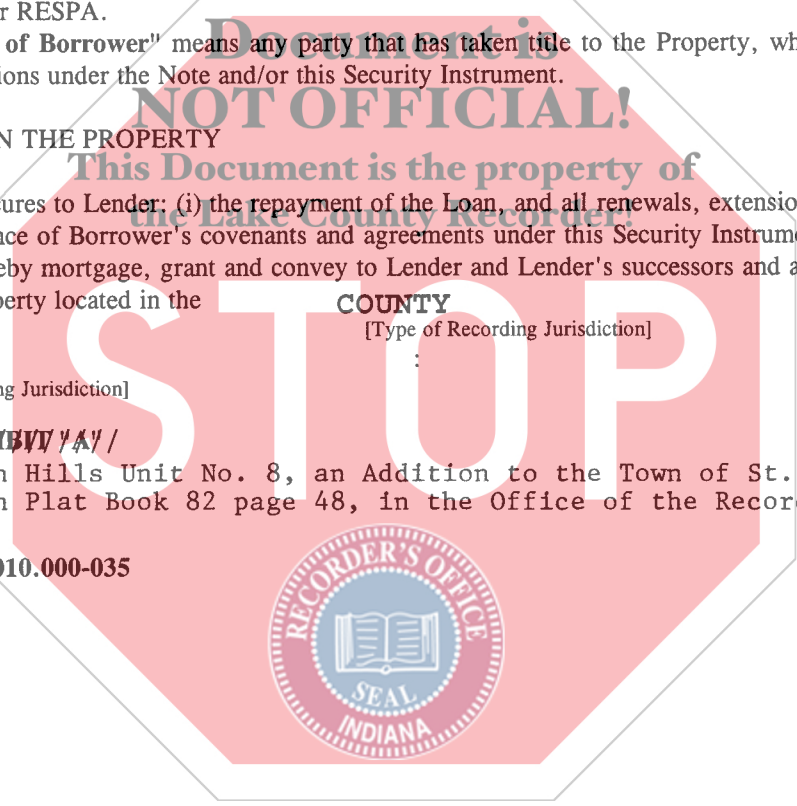 r RESPA.
Document is
of Borrower" means any party that has taken title to the Property, wh
ions under the Note and/or this Security Instrument.
NOT OFFICIAL!
N THE PROPERTY
This Document is the property of
ures to Lender: (i) the repayment of the Loan, and all renewals, extensio
the Lake County Recorder!
nce of Borrower's covenants and agreements under this Security Instrume
eby mortgage, grant and convey to Lender and Lender's successors and a
perty located in the COUNTY
[Type of Recording Jurisdiction]
:
ng Jurisdiction]
STOP
BIT "A"
n Hills Unit No. 8, an Addition to the Town of St.
n Plat Book 82 page 48, in the Office of the Recor
010.000-035
RECORDER'S OFFICE
SEAL
INDIANA